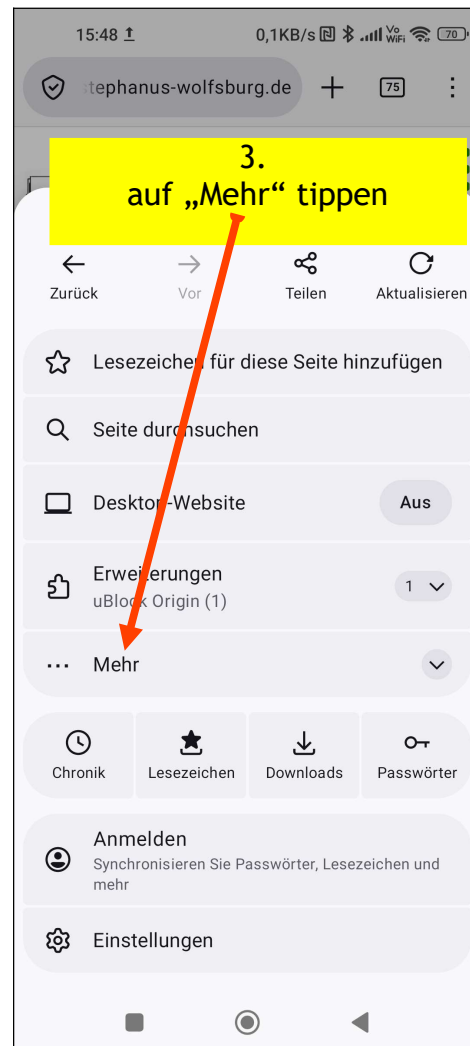 15:48 0,1KB/s Vo WiFi 70
stephanus-wolfsburg.de 75
3.
auf „Mehr“ tippen
Zurück Vor Teilen Aktualisieren
Lesezeichen für diese Seite hinzufügen
Seite durchsuchen
Desktop-Website Aus
Erweiterungen 1
uBlock Origin (1)
Mehr
Chronik Lesezeichen Downloads Passwörter
Anmelden
Synchronisieren Sie Passwörter, Lesezeichen und
mehr
Einstellungen